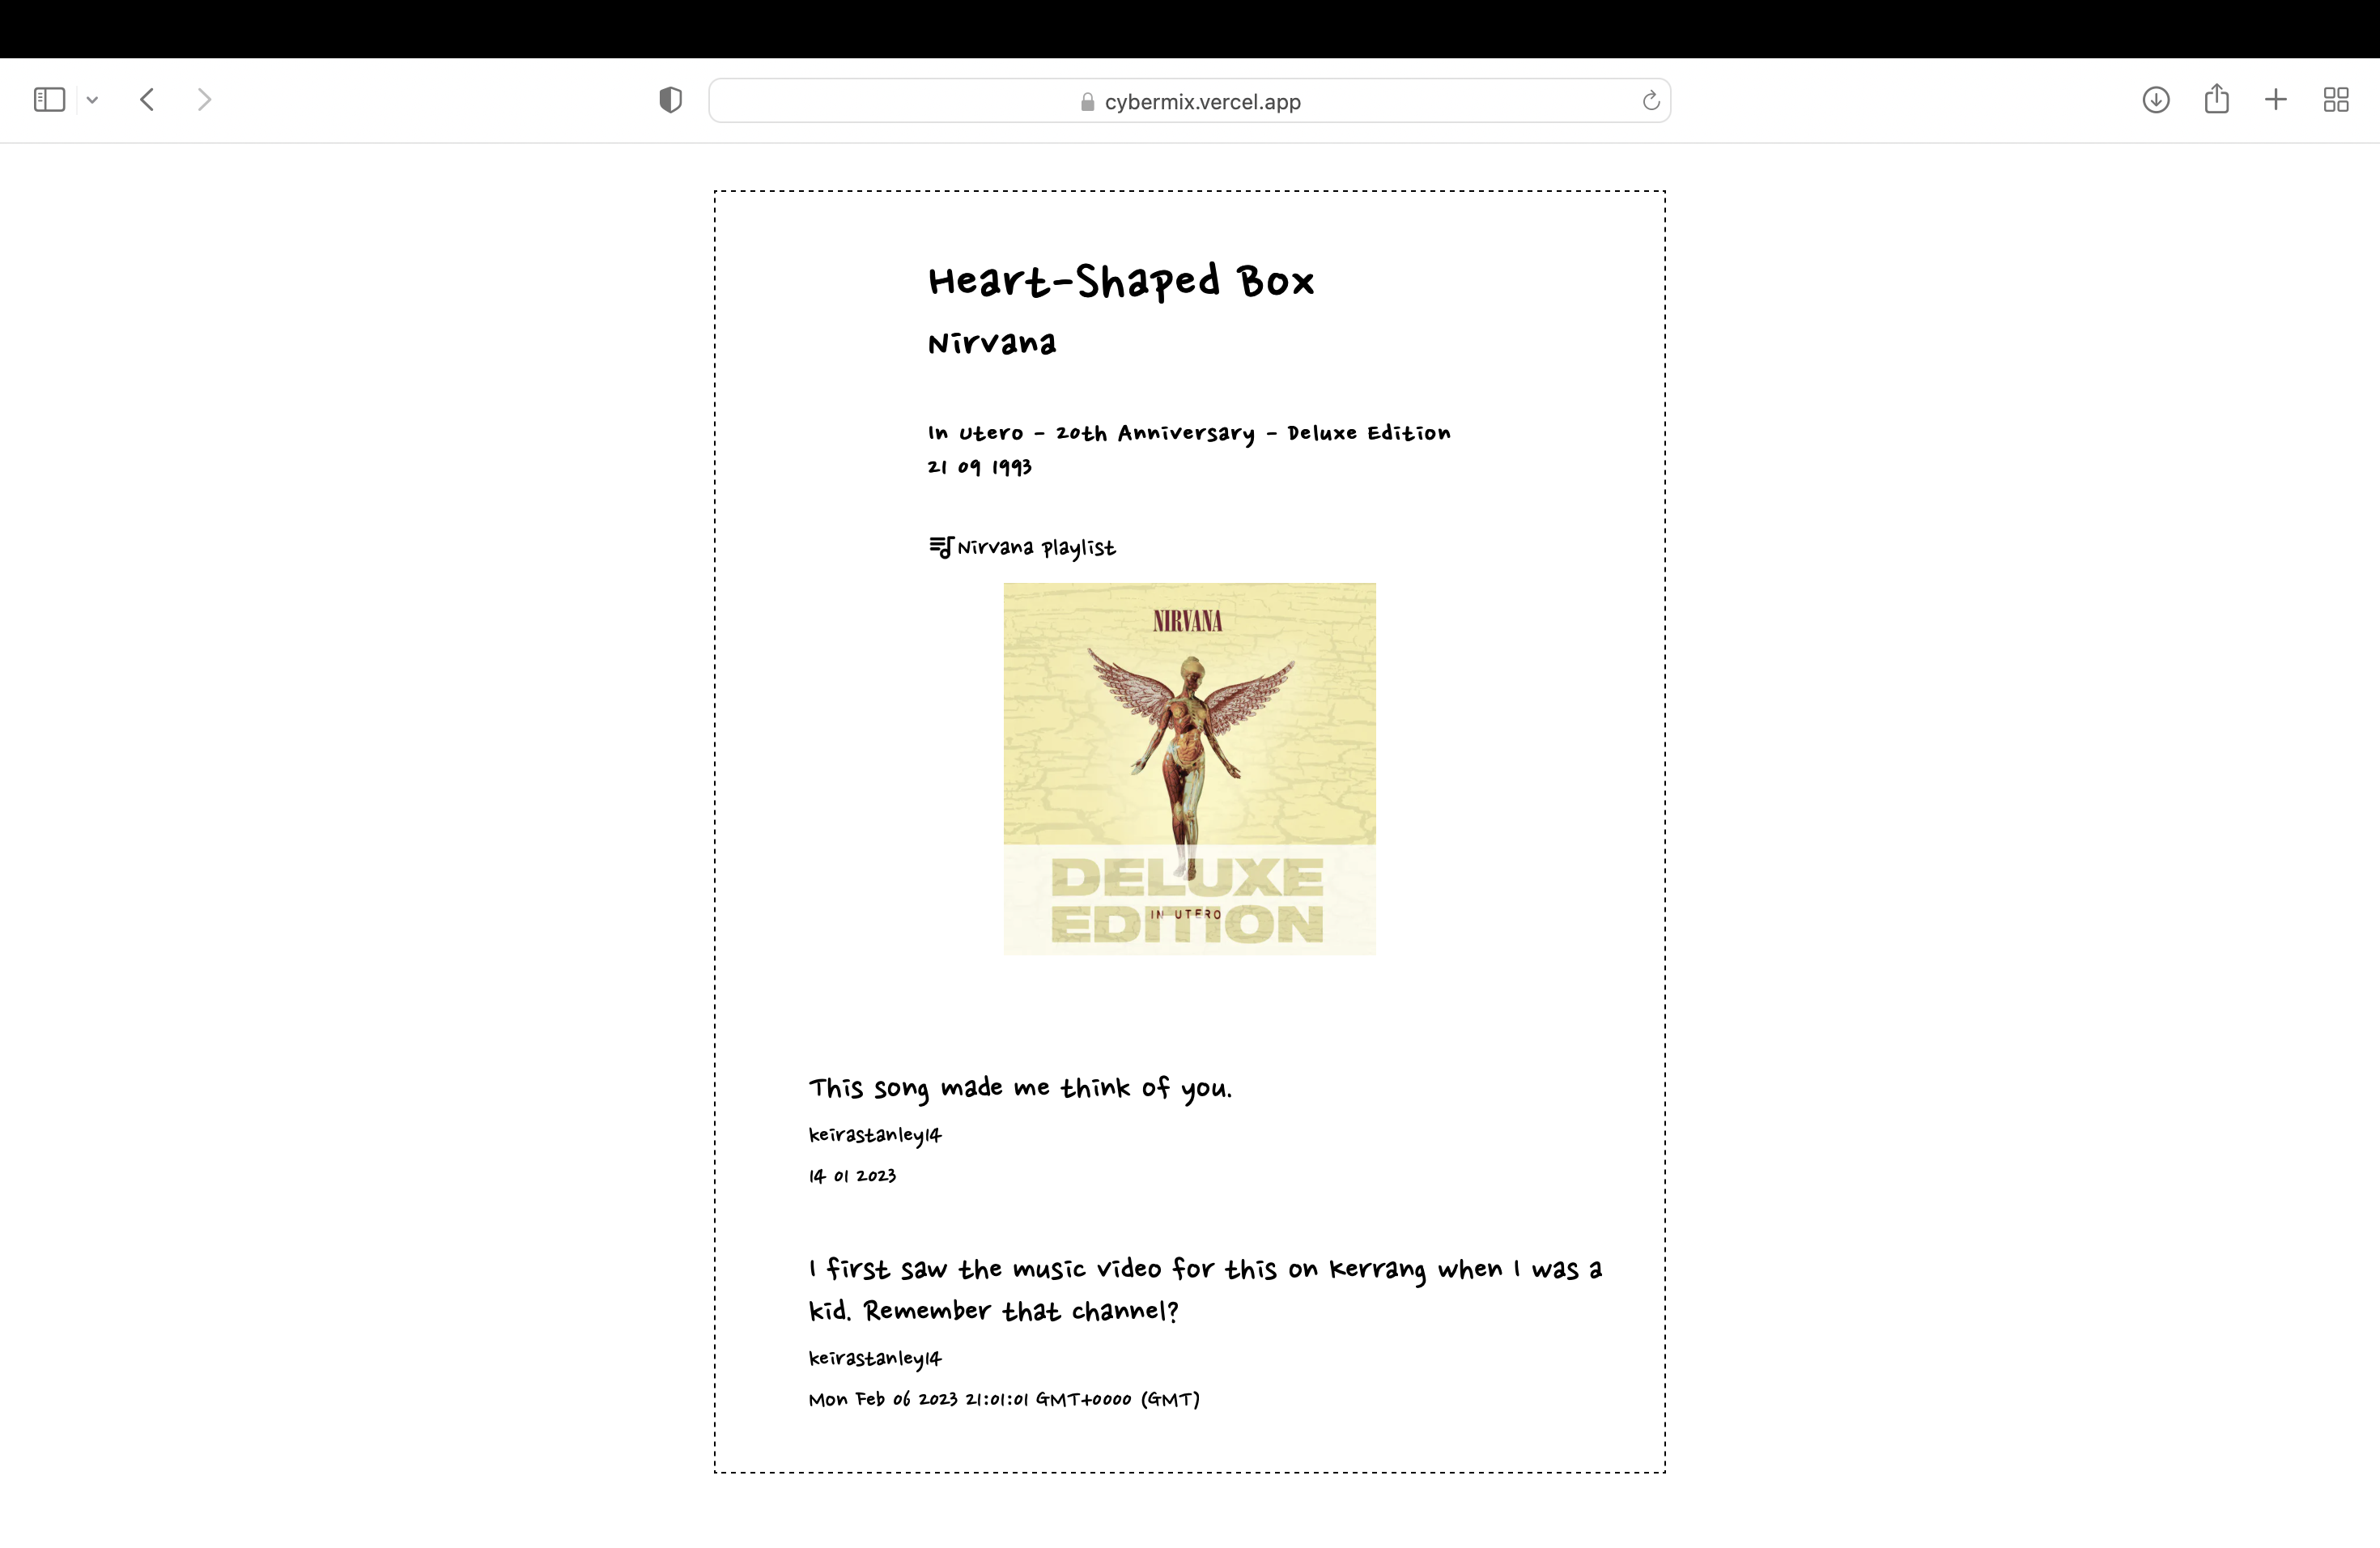 cybermix.vercel.app
Heart-Shaped Box
Nirvana
In Utero - 20th Anniversary - Deluxe Edition
21 09 1993
Nirvana Playlist
NIRVANA
DELUXE
EDITION
IN UTERO
This song made me think of you.
keirastanley14
14 01 2023
I first saw the music video for this on Kerrang when I was a
kid. Remember that channel?
keirastanley14
Mon Feb 06 2023 21:01:01 GMT+0000 (GMT)